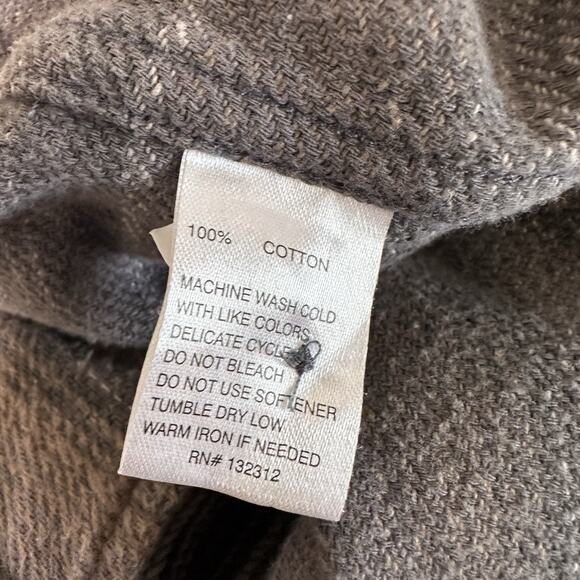 100% COTTON
MACHINE WASH COLD
WITH LIKE COLORS
DELICATE CYCLE
DO NOT BLEACH
DO NOT USE SOFTENER
TUMBLE DRY LOW
WARM IRON IF NEEDED
RN# 132312